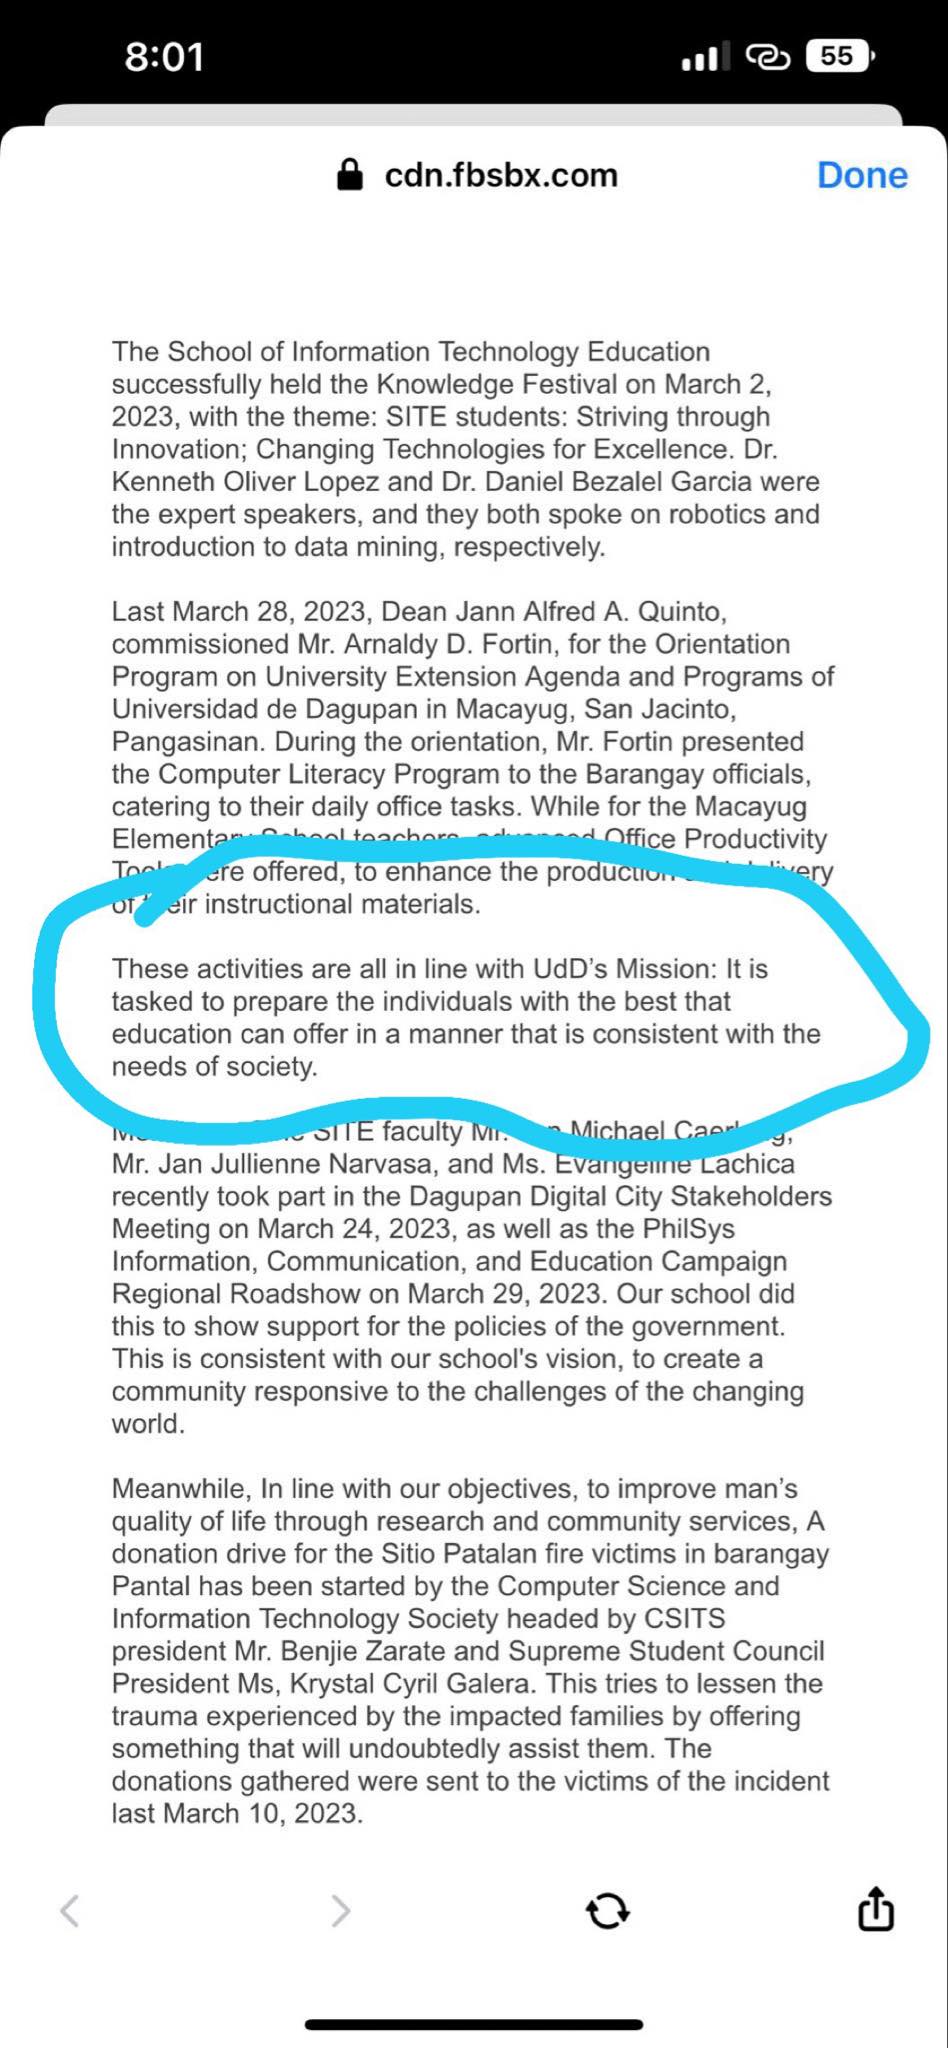 8:01
55
cdn.fbsbx.com
Done
The School of Information Technology Education
successfully held the Knowledge Festival on March 2,
2023, with the theme: SITE students: Striving through
Innovation; Changing Technologies for Excellence. Dr.
Kenneth Oliver Lopez and Dr. Daniel Bezalel Garcia were
the expert speakers, and they both spoke on robotics and
introduction to data mining, respectively.
Last March 28, 2023, Dean Jann Alfred A. Quinto,
commissioned Mr. Arnaldy D. Fortin, for the Orientation
Program on University Extension Agenda and Programs of
Universidad de Dagupan in Macayug, San Jacinto,
Pangasinan. During the orientation, Mr. Fortin presented
the Computer Literacy Program to the Barangay officials,
catering to their daily office tasks. While for the Macayug
Elementary School teachers, advanced Office Productivity
offered, to enhance the production
of their instructional materials.
These activities are all in line with UdD's Mission: It is
tasked to prepare the individuals with the best that
education can offer in a manner that is consistent with the
needs of society.
SITE faculty Mr. Michael
Mr. Jan Jullienne Narvasa, and Ms. Evangeline Lachica
recently took part in the Dagupan Digital City Stakeholders
Meeting on March 24, 2023, as well as the PhilSys
Information, Communication, and Education Campaign
Regional Roadshow on March 29, 2023. Our school did
this to show support for the policies of the government.
This is consistent with our school's vision, to create a
community responsive to the challenges of the changing
world.
Meanwhile, In line with our objectives, to improve man's
quality of life through research and community services, A
donation drive for the Sitio Patalan fire victims in barangay
Pantal has been started by the Computer Science and
Information Technology Society headed by CSITS
president Mr. Benjie Zarate and Supreme Student Council
President Ms, Krystal Cyril Galera. This tries to lessen the
trauma experienced by the impacted families by offering
something that will undoubtedly assist them. The
donations gathered were sent to the victims of the incident
last March 10, 2023.